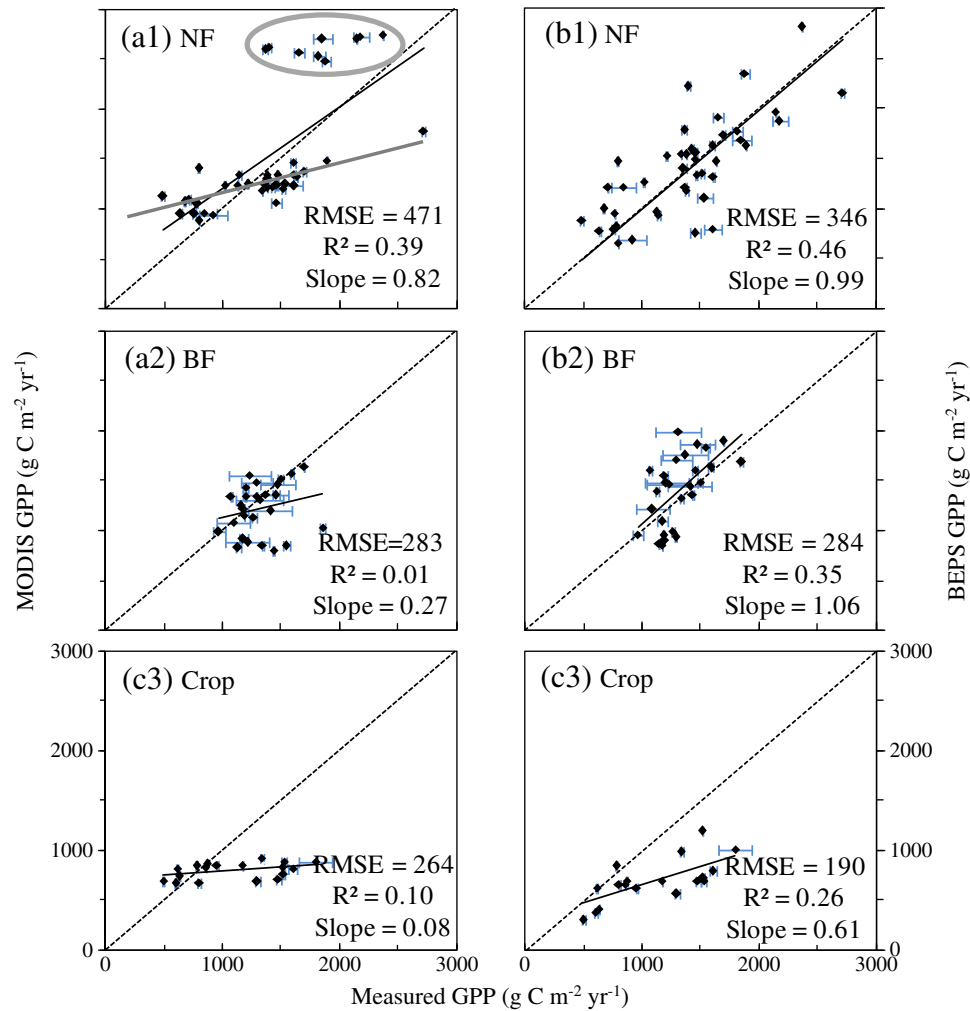 (a1) NF
RMSE = 471
R² = 0.39
Slope = 0.82
(b1) NF
RMSE = 346
R² = 0.46
Slope = 0.99
(a2) BF
RMSE=283
R² = 0.01
Slope = 0.27
(b2) BF
RMSE = 284
R² = 0.35
Slope = 1.06
MODIS GPP (g C m⁻² yr⁻¹)
BEPS GPP (g C m⁻² yr⁻¹)
3000
2000
1000
0
(c3) Crop
RMSE = 264
R² = 0.10
Slope = 0.08
(c3) Crop
RMSE = 190
R² = 0.26
Slope = 0.61
3000
2000
1000
0
0 1000 2000 3000
0 1000 2000 3000
Measured GPP (g C m⁻² yr⁻¹)